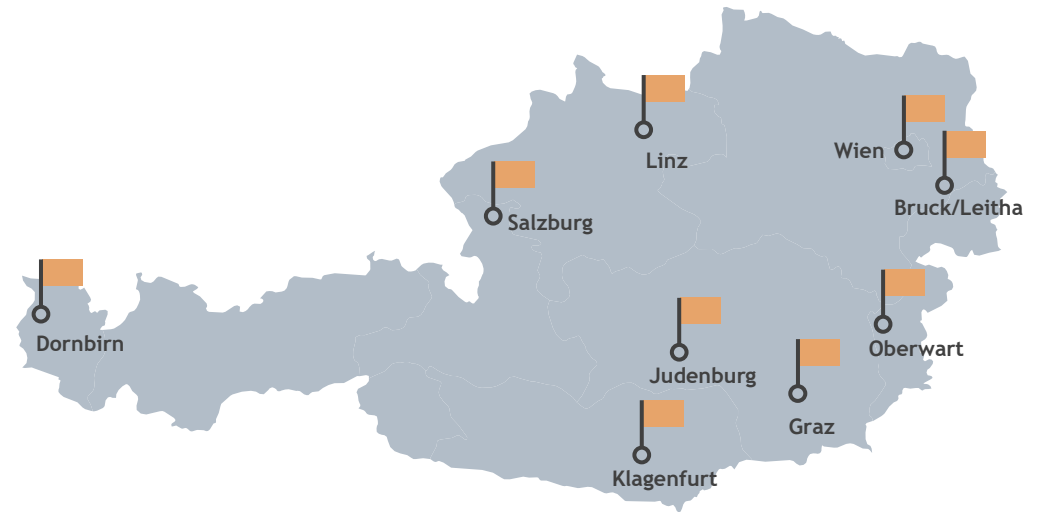 Linz
Wien
Bruck/Leitha
Salzburg
Dornbirn
Oberwart
Judenburg
Graz
Klagenfurt